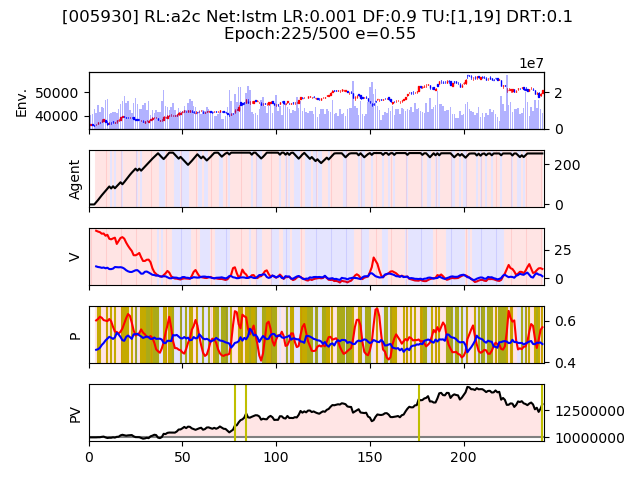 [005930] RL:a2c Net:lstm LR:0.001 DF:0.9 TU:[1,19] DRT:0.1
Epoch:225/500 e=0.55
1e7
Env.
50000
40000
2
0
Agent
200
0
V
25
0
P
0.6
0.4
PV
12500000
10000000
0 50 100 150 200